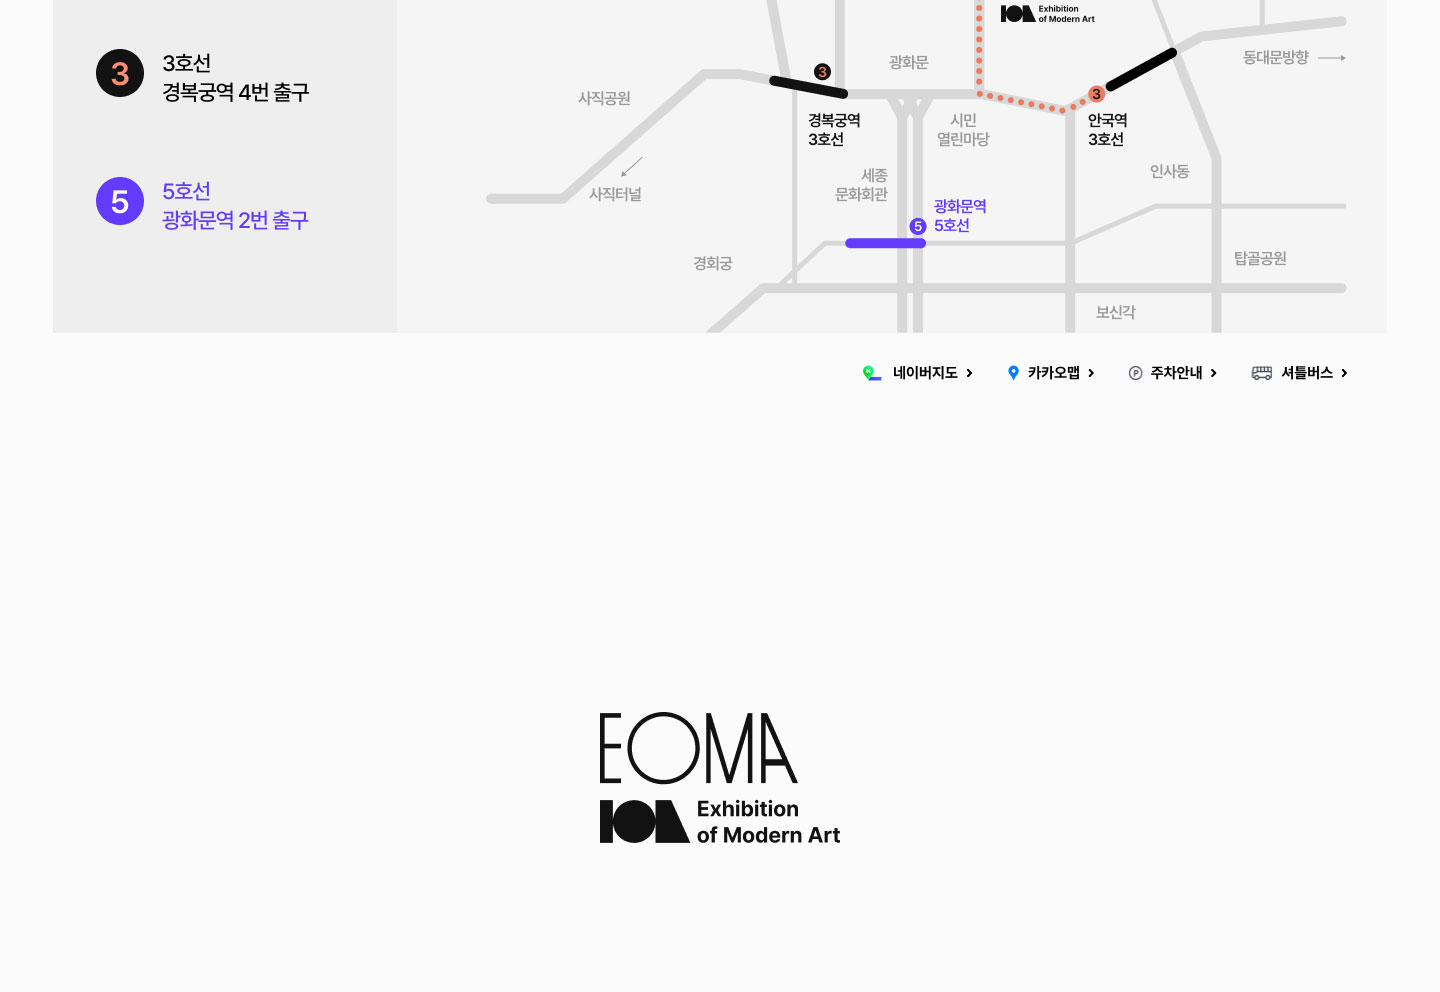 3
3호선
경복궁역 4번 출구
5
5호선
광화문역 2번 출구
Exhibition
of Modern Art
광화문
동대문방향
사직공원
3
3
경복궁역
3호선
시민
열린마당
안국역
3호선
인사동
사직터널
세종
문화회관
광화문역
5호선
5
경회궁
탑골공원
보신각
네이버지도
카카오맵
P 주차안내
셔틀버스
EOMA
Exhibition
of Modern Art